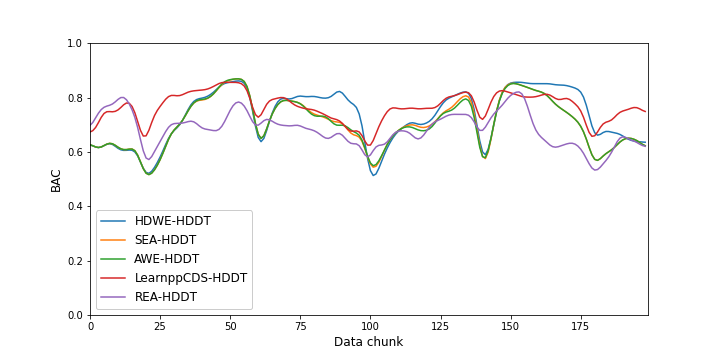 1.0
0.8
0.6
0.4
0.2
0.0
BAC
HDWE-HDDT
SEA-HDDT
AWE-HDDT
LearnppCDS-HDDT
REA-HDDT
0 25 50 75 100 125 150 175
Data chunk